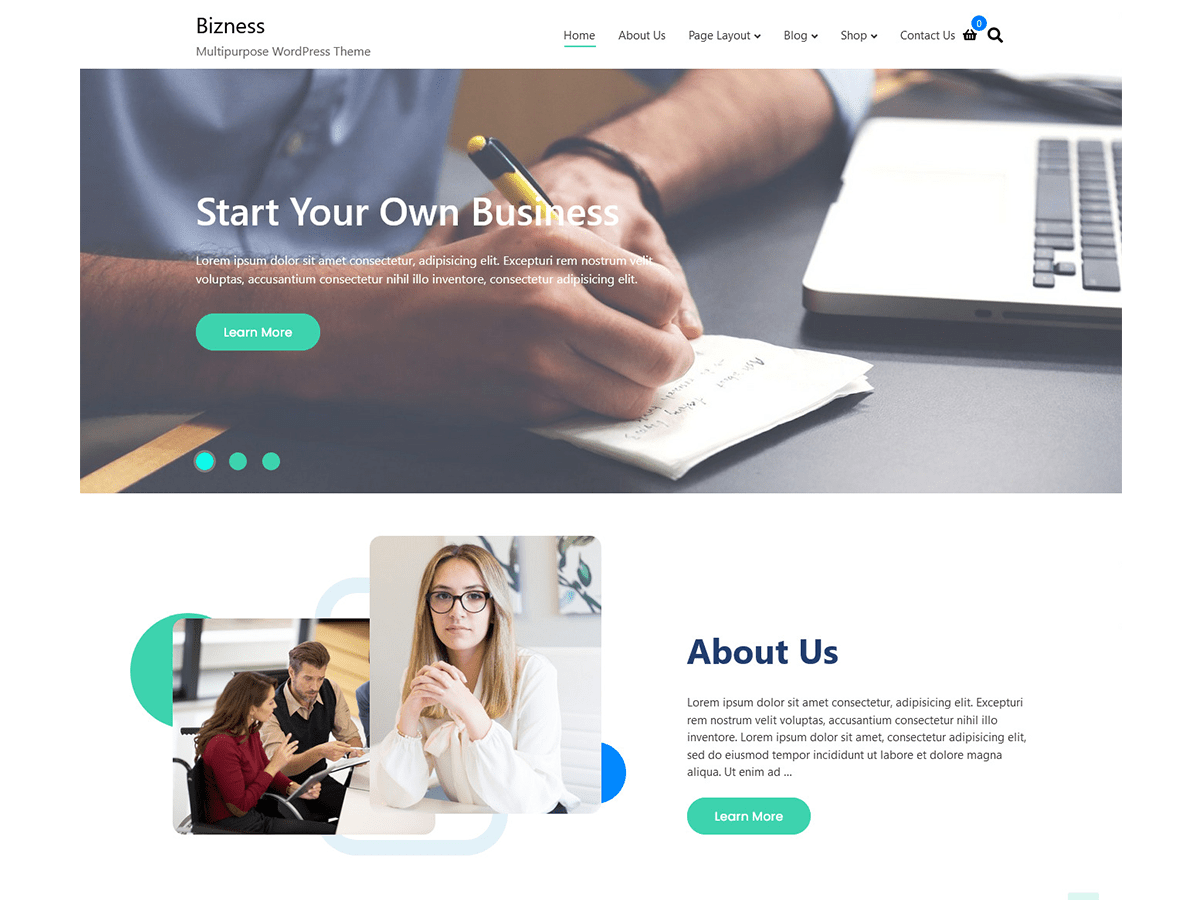 Bizness
Multipurpose WordPress Theme
Home About Us Page Layout Blog Shop Contact Us 0
Start Your Own Business
Lorem ipsum dolor sit amet consectetur, adipisicing elit. Excepturi rem nostrum velit
voluptas, accusantium consectetur nihil illo inventore, consectetur adipisicing elit.
Learn More
About Us
Lorem ipsum dolor sit amet consectetur, adipisicing elit. Excepturi
rem nostrum velit voluptas, accusantium consectetur nihil illo
inventore. Lorem ipsum dolor sit amet, consectetur adipisicing elit,
sed do eiusmod tempor incididunt ut labore et dolore magna
aliqua. Ut enim ad ...
Learn More